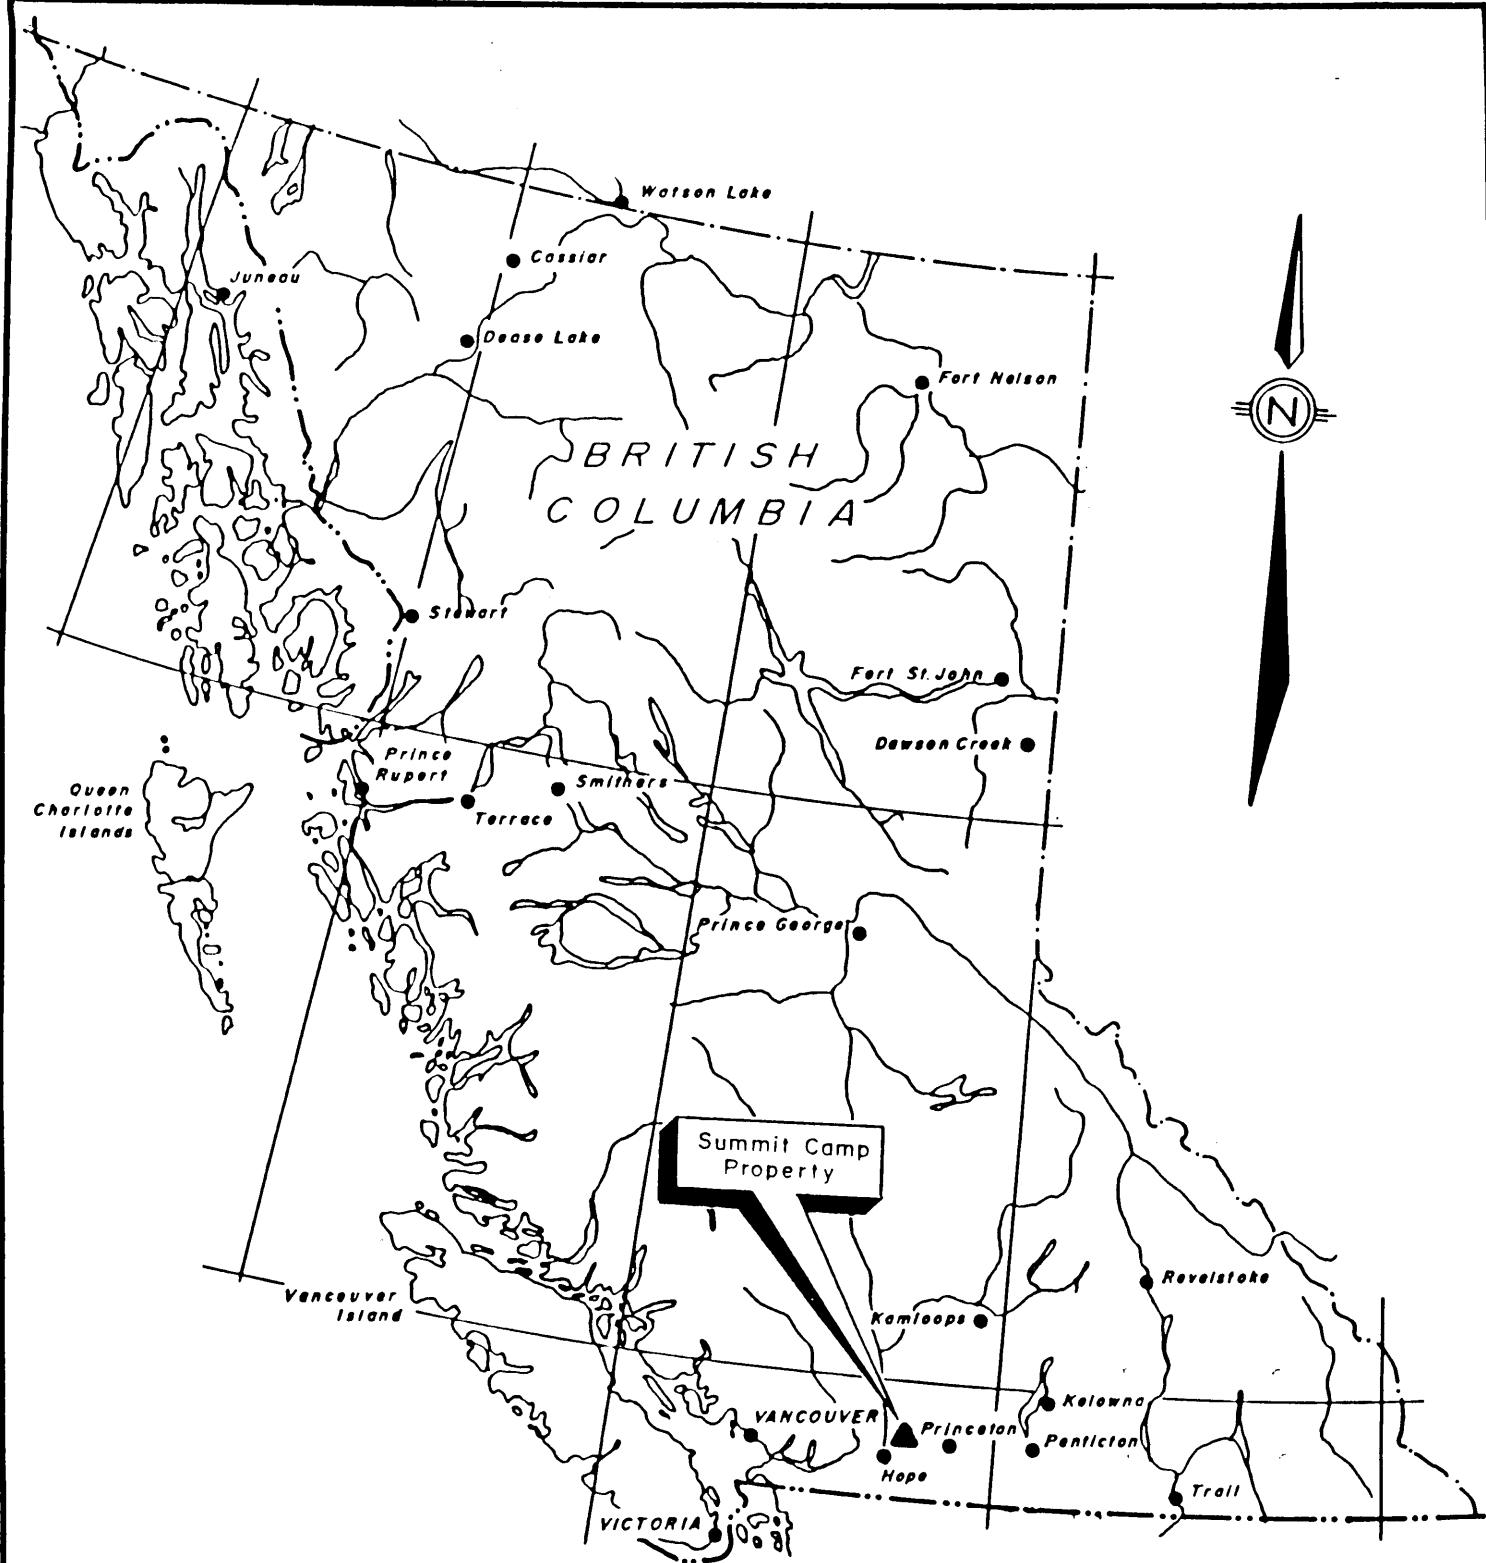 Watson Lake
Cassiar
Juneau
Dease Lake
Fort Nelson
N
BRITISH
COLUMBIA
Stewart
Fort St. John
Dawson Creek
Prince
Rupert
Smithers
Queen
Charlotte
Islands
Terrace
Prince George
Summit Camp
Property
Revelstoke
Vancouver
Island
Kamloops
Kelowna
VANCOUVER
Princeton
Penticton
Hope
Trail
VICTORIA